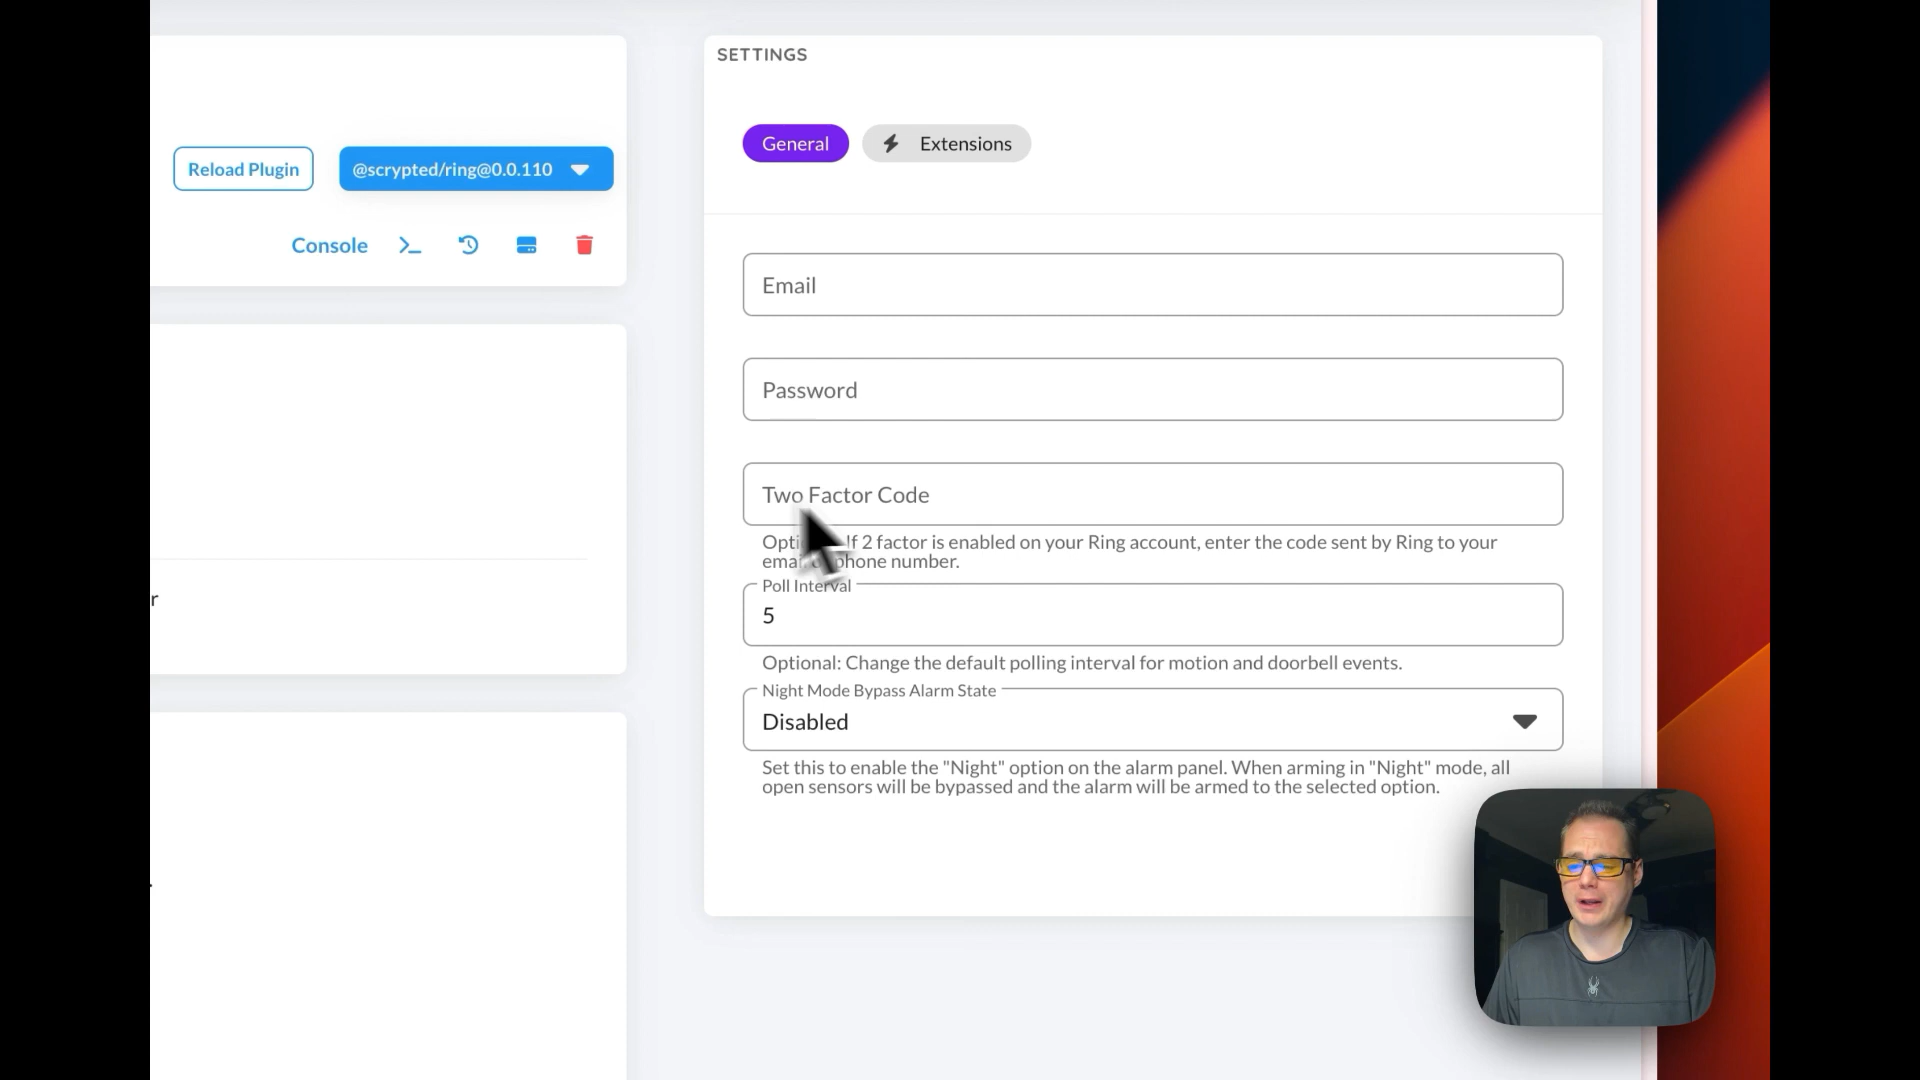 SETTINGS
General
Extensions
Reload Plugin
@scrypted/ring@0.0.110
Console
Email
Password
Two Factor Code
If 2 factor is enabled on your Ring account, enter the code sent by Ring to your
phone number.
Poll Interval
5
Optional: Change the default polling interval for motion and doorbell events.
Night Mode Bypass Alarm State
Disabled
Set this to enable the "Night" option on the alarm panel. When arming in "Night" mode, all
open sensors will be bypassed and the alarm will be armed to the selected option.
r